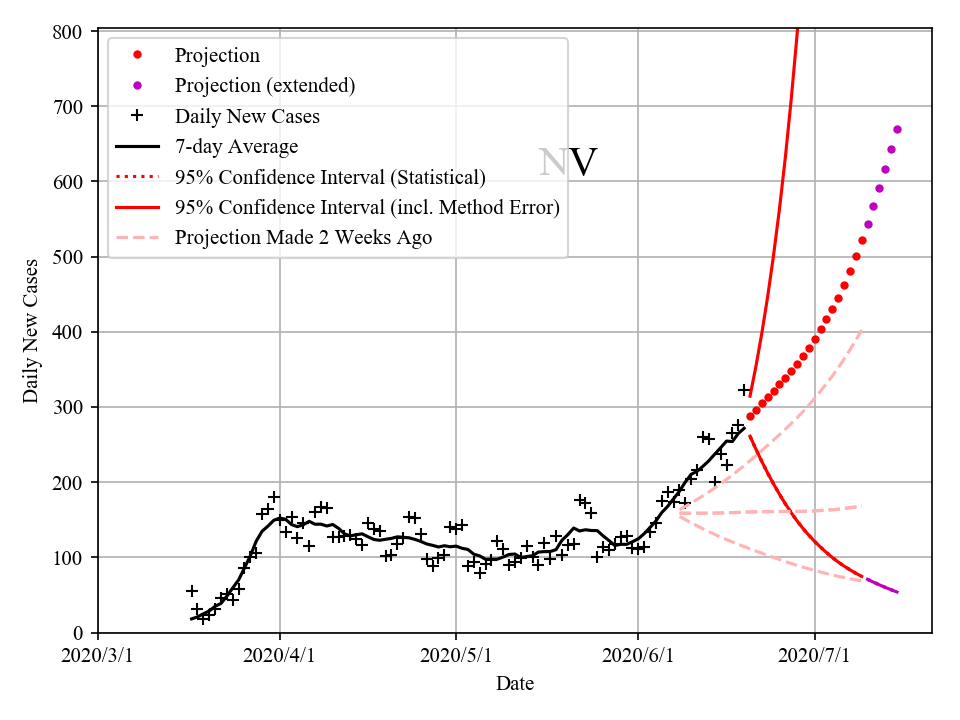 800
700
600
500
400
300
200
100
0
Daily New Cases
Projection
Projection (extended)
Daily New Cases
7-day Average
95% Confidence Interval (Statistical)
95% Confidence Interval (incl. Method Error)
Projection Made 2 Weeks Ago
NV
2020/3/1 2020/4/1 2020/5/1 2020/6/1 2020/7/1
Date